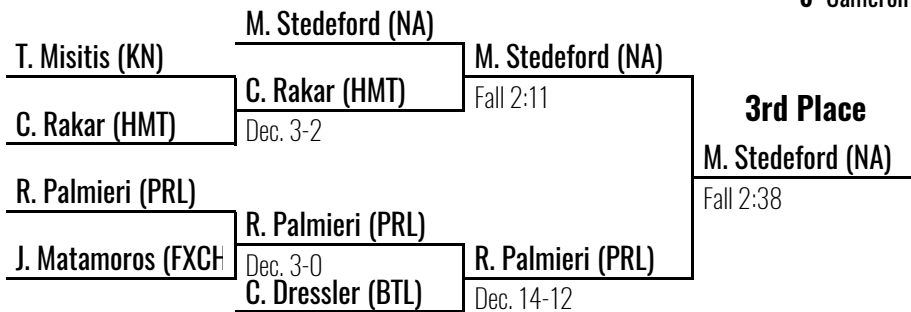 Cameron
M. Stedeford (NA)
T. Misitis (KN)
M. Stedeford (NA)
C. Rakar (HMT)
Fall 2:11
3rd Place
C. Rakar (HMT)
Dec. 3-2
M. Stedeford (NA)
R. Palmieri (PRL)
Fall 2:38
R. Palmieri (PRL)
J. Matamoros (FXCH
Dec. 3-0
R. Palmieri (PRL)
C. Dressler (BTL)
Dec. 14-12